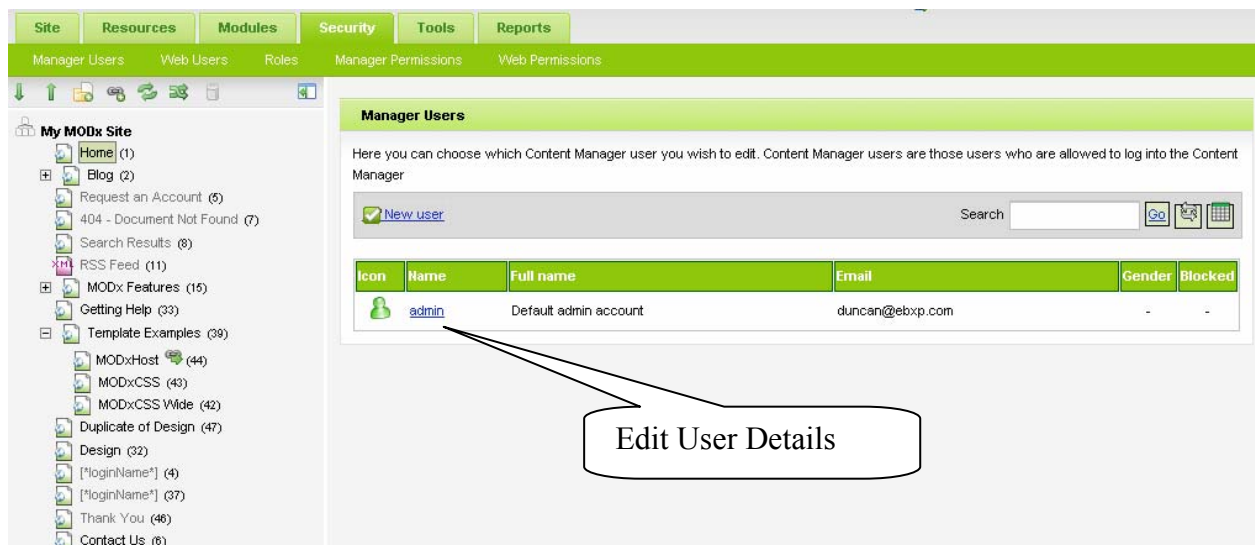 Site Resources Modules Security Tools Reports
Manager Users Web Users Roles Manager Permissions Web Permissions
My MODx Site
Home (1)
Blog (2)
Request an Account (5)
404 - Document Not Found (7)
Search Results (8)
XML RSS Feed (11)
MODx Features (15)
Getting Help (33)
Template Examples (39)
MODxHost (44)
MODxCSS (43)
MODxCSS Wide (42)
Duplicate of Design (47)
Design (32)
[*loginName*] (4)
[*loginName*] (37)
Thank You (46)
Contact Us (6)
Manager Users
Here you can choose which Content Manager user you wish to edit. Content Manager users are those users who are allowed to log into the Content
Manager
New user Search Go
Icon Name Full name Email Gender Blocked
admin Default admin account duncan@ebxp.com - -
Edit User Details